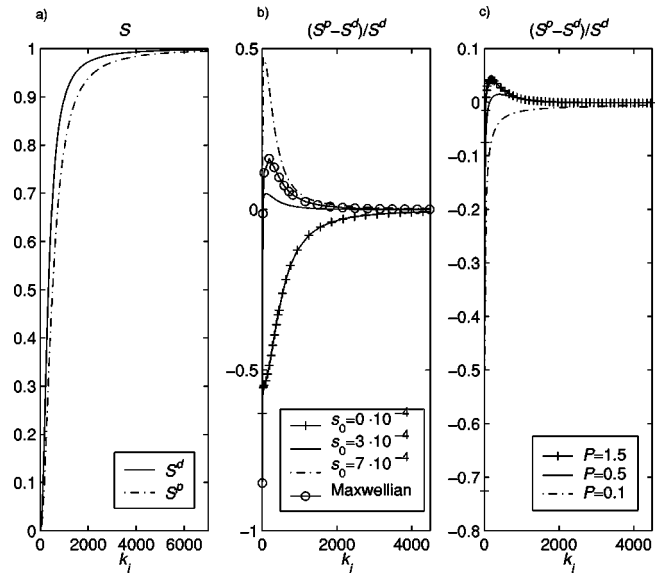 a)
S
1
0.9
0.8
0.7
0.6
0.5
0.4
0.3
0.2
0.1
0
0 2000 4000 6000
k_i
S^d
S^p
b)
(S^p−S^d)/S^d
0.5
0
−0.5
−1
0 2000 4000
k_i
s_0=0 ·10^−4
s_0=3 ·10^−4
s_0=7 ·10^−4
Maxwellian
c)
(S^p−S^d)/S^d
0.1
0
−0.1
−0.2
−0.3
−0.4
−0.5
−0.6
−0.7
−0.8
0 2000 4000
k_i
P=1.5
P=0.5
P=0.1